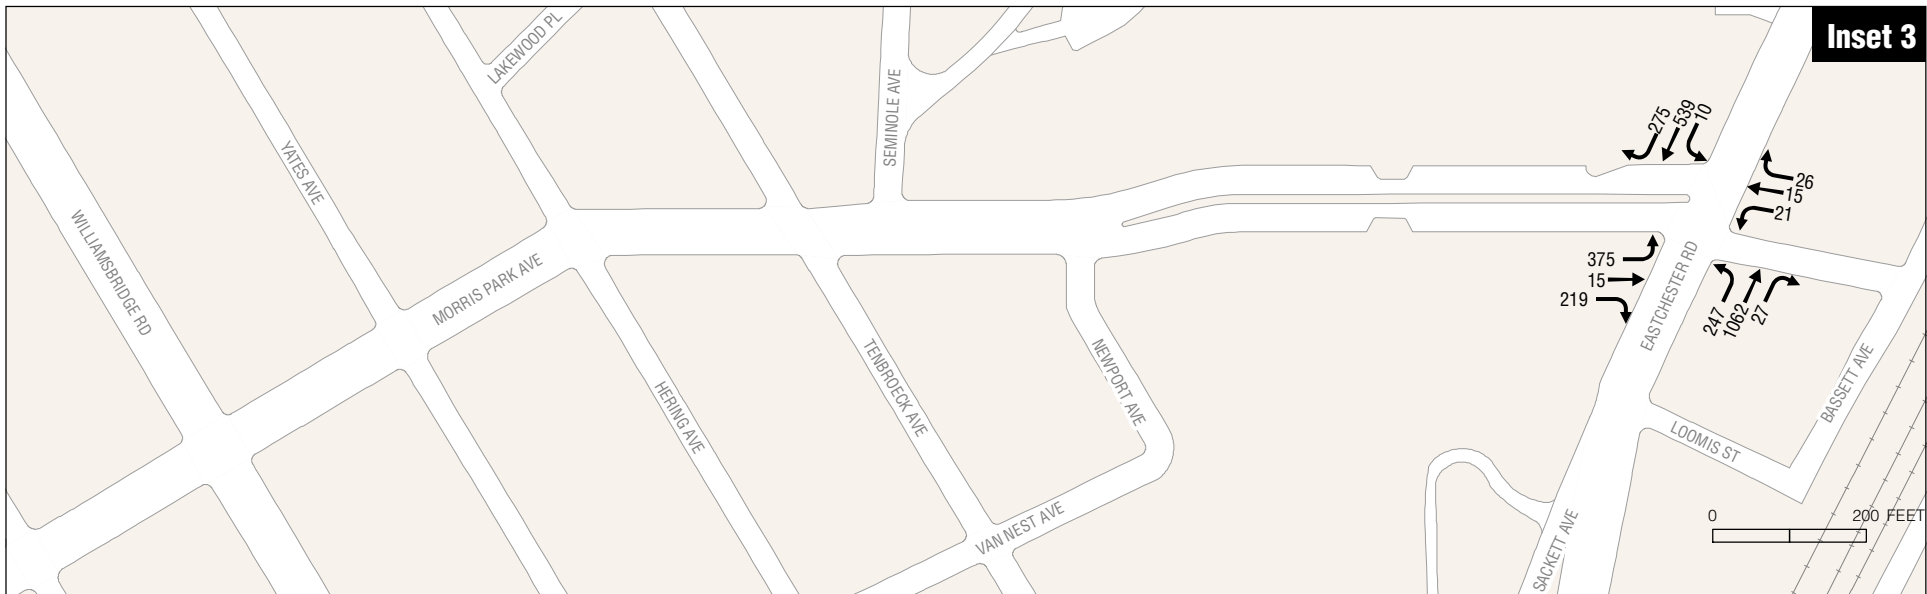 Inset 3
LAKEWOOD PL
SEMINOLE AVE
YATES AVE
WILLIAMSBRIDGE RD
MORRIS PARK AVE
HERING AVE
TENBROECK AVE
NEWPORT AVE
VAN NEST AVE
275
539
10
26
15
21
375
15
219
247
1062
27
EASTCHESTER RD
BASSETT AVE
LOOMIS ST
SACKETT AVE
0 200 FEET